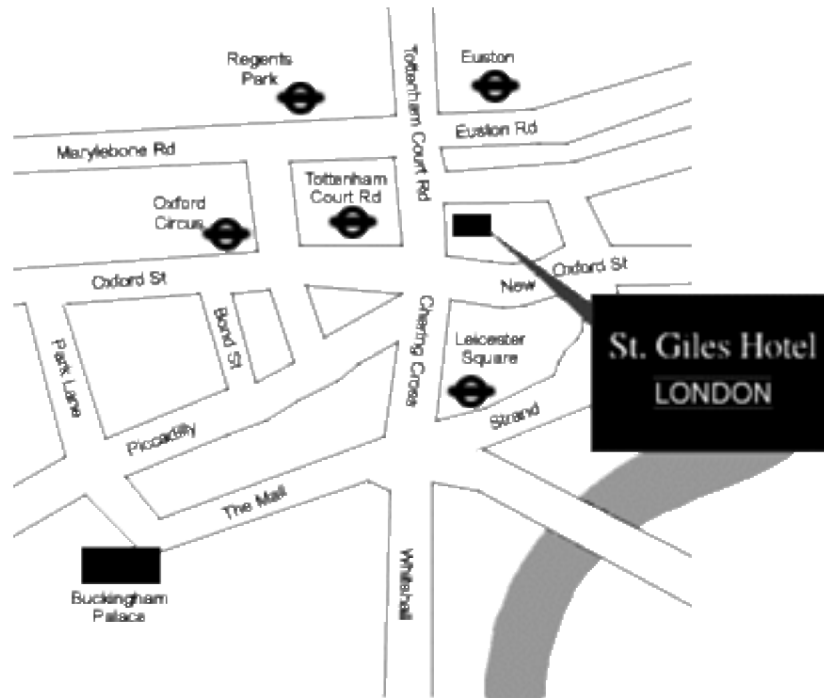 Regents
Park
Euston
Tottenham Court Rd
Euston Rd
Marylebone Rd
Tottenham
Court Rd
Oxford
Circus
Oxford St
New Oxford St
Park Lane
Bond St
Charing Cross
Leicester
Square
St. Giles Hotel
LONDON
Piccadilly
Strand
The Mall
Whitehall
Buckingham
Palace